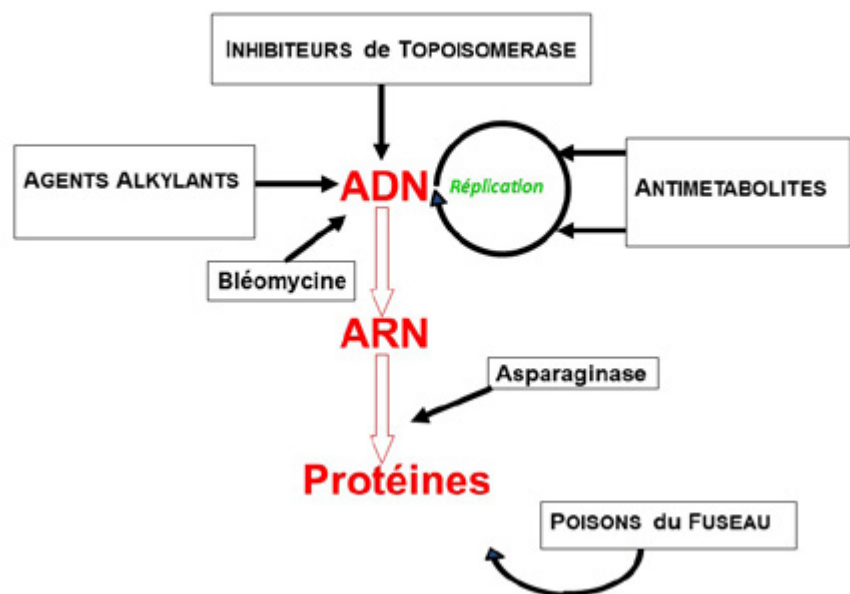 INHIBITEURS de TOPOISOMERASE
AGENTS ALKYLANTS
ADN
Réplication
ANTIMETABOLITES
Bléomycine
ARN
Asparaginase
Protéines
POISONS du FUSEAU